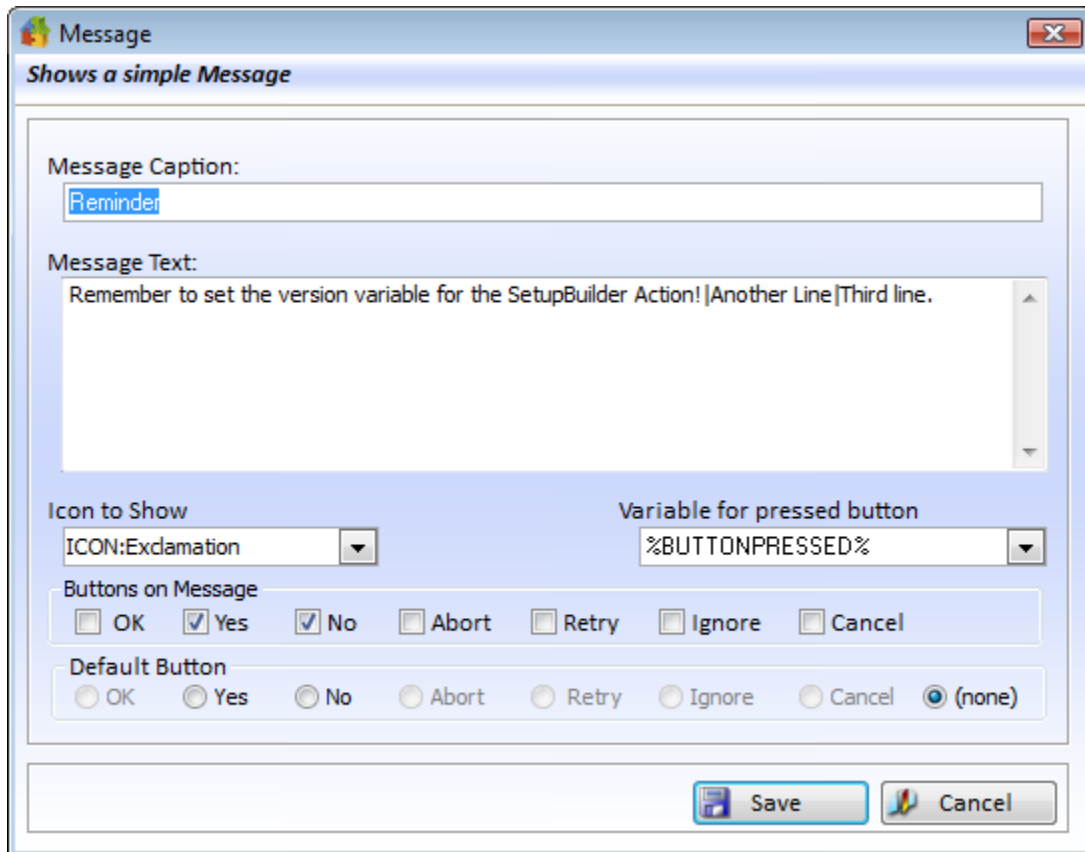 Message
Shows a simple Message
Message Caption:
Reminder
Message Text:
Remember to set the version variable for the SetupBuilder Action!|Another Line|Third line.
Icon to Show
Variable for pressed button
ICON:Exclamation
%BUTTONPRESSED%
Buttons on Message
OK Yes No Abort Retry Ignore Cancel
Default Button
OK Yes No Abort Retry Ignore Cancel (none)
Save Cancel